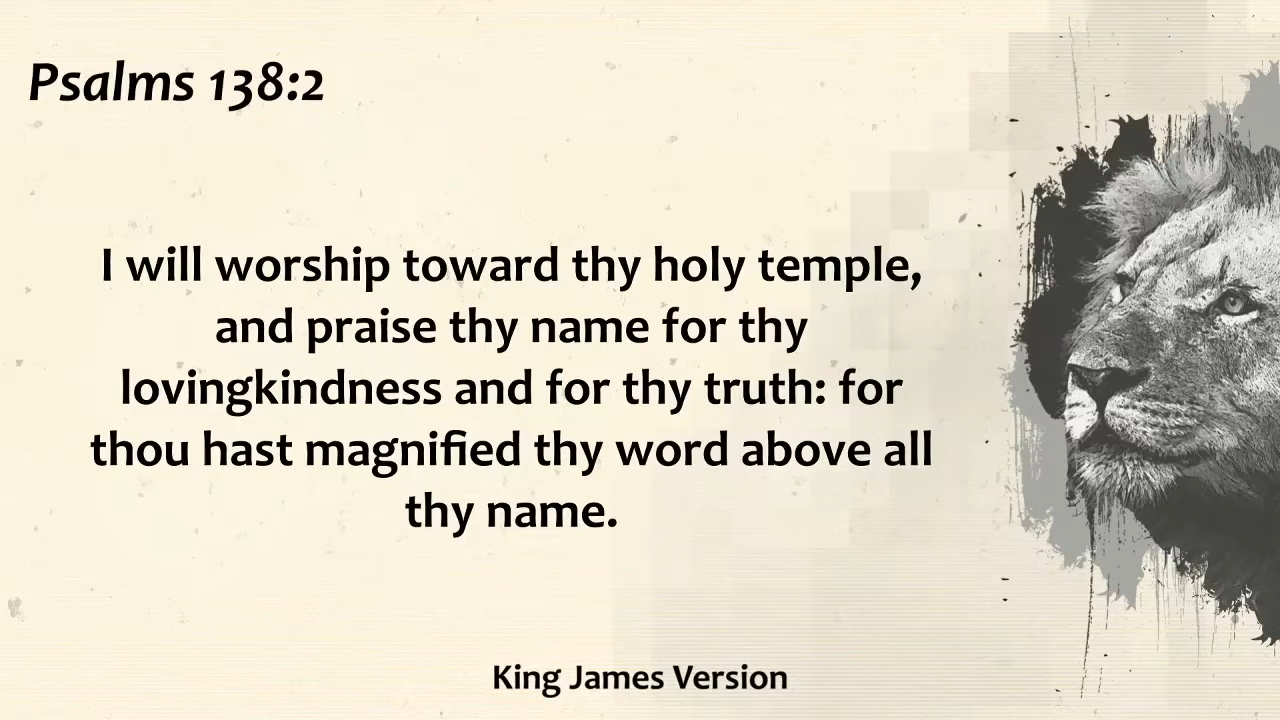 Psalms 138:2
I will worship toward thy holy temple,
and praise thy name for thy
lovingkindness and for thy truth: for
thou hast magnified thy word above all
thy name.
King James Version